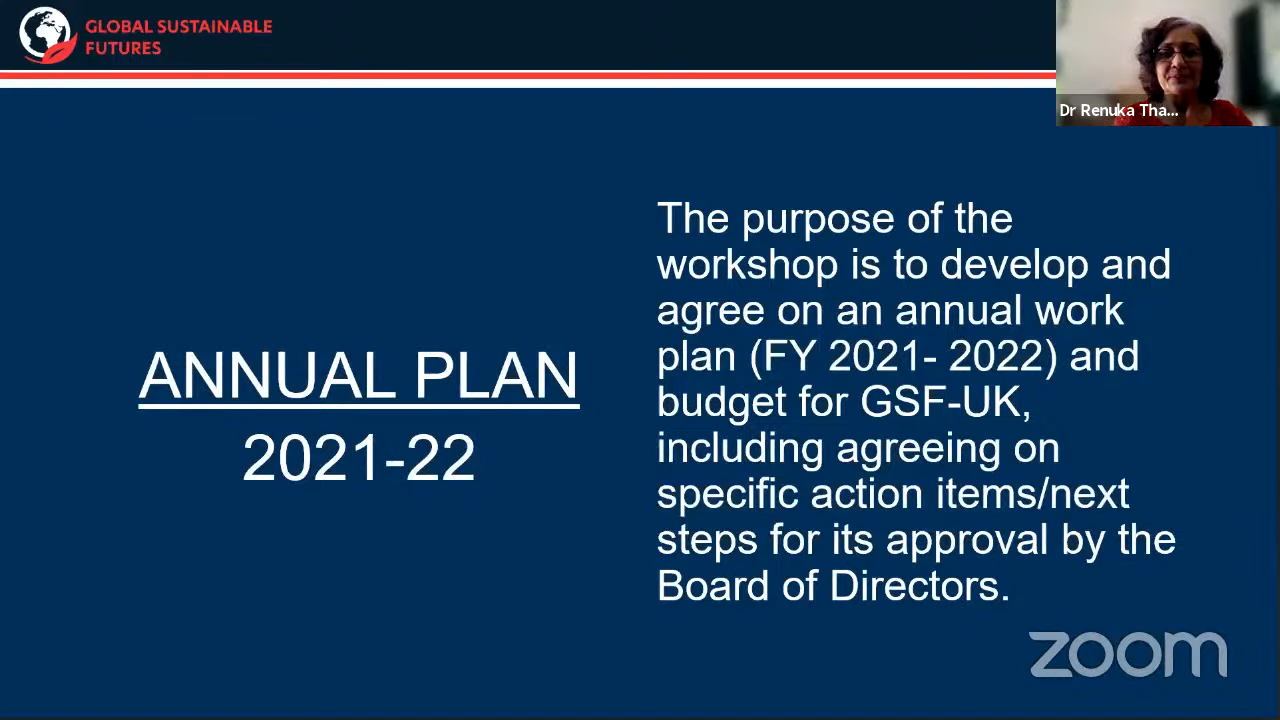 GLOBAL SUSTAINABLE
FUTURES
Dr Renuka Tha...
The purpose of the
workshop is to develop and
agree on an annual work
plan (FY 2021- 2022) and
budget for GSF-UK,
including agreeing on
specific action items/next
steps for its approval by the
Board of Directors.
ANNUAL PLAN
2021-22
zoom